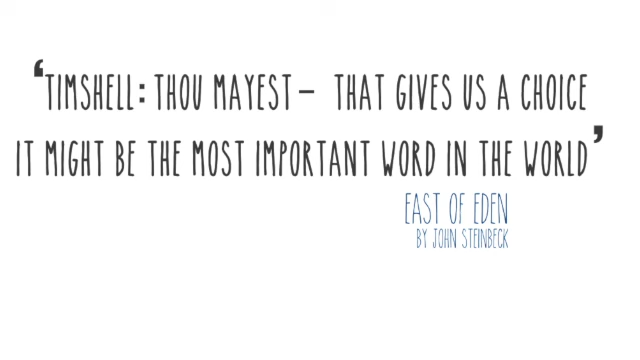 ‘TIMSHELL: THOU MAYEST – THAT GIVES US A CHOICE
IT MIGHT BE THE MOST IMPORTANT WORD IN THE WORLD’
EAST OF EDEN
BY JOHN STEINBECK